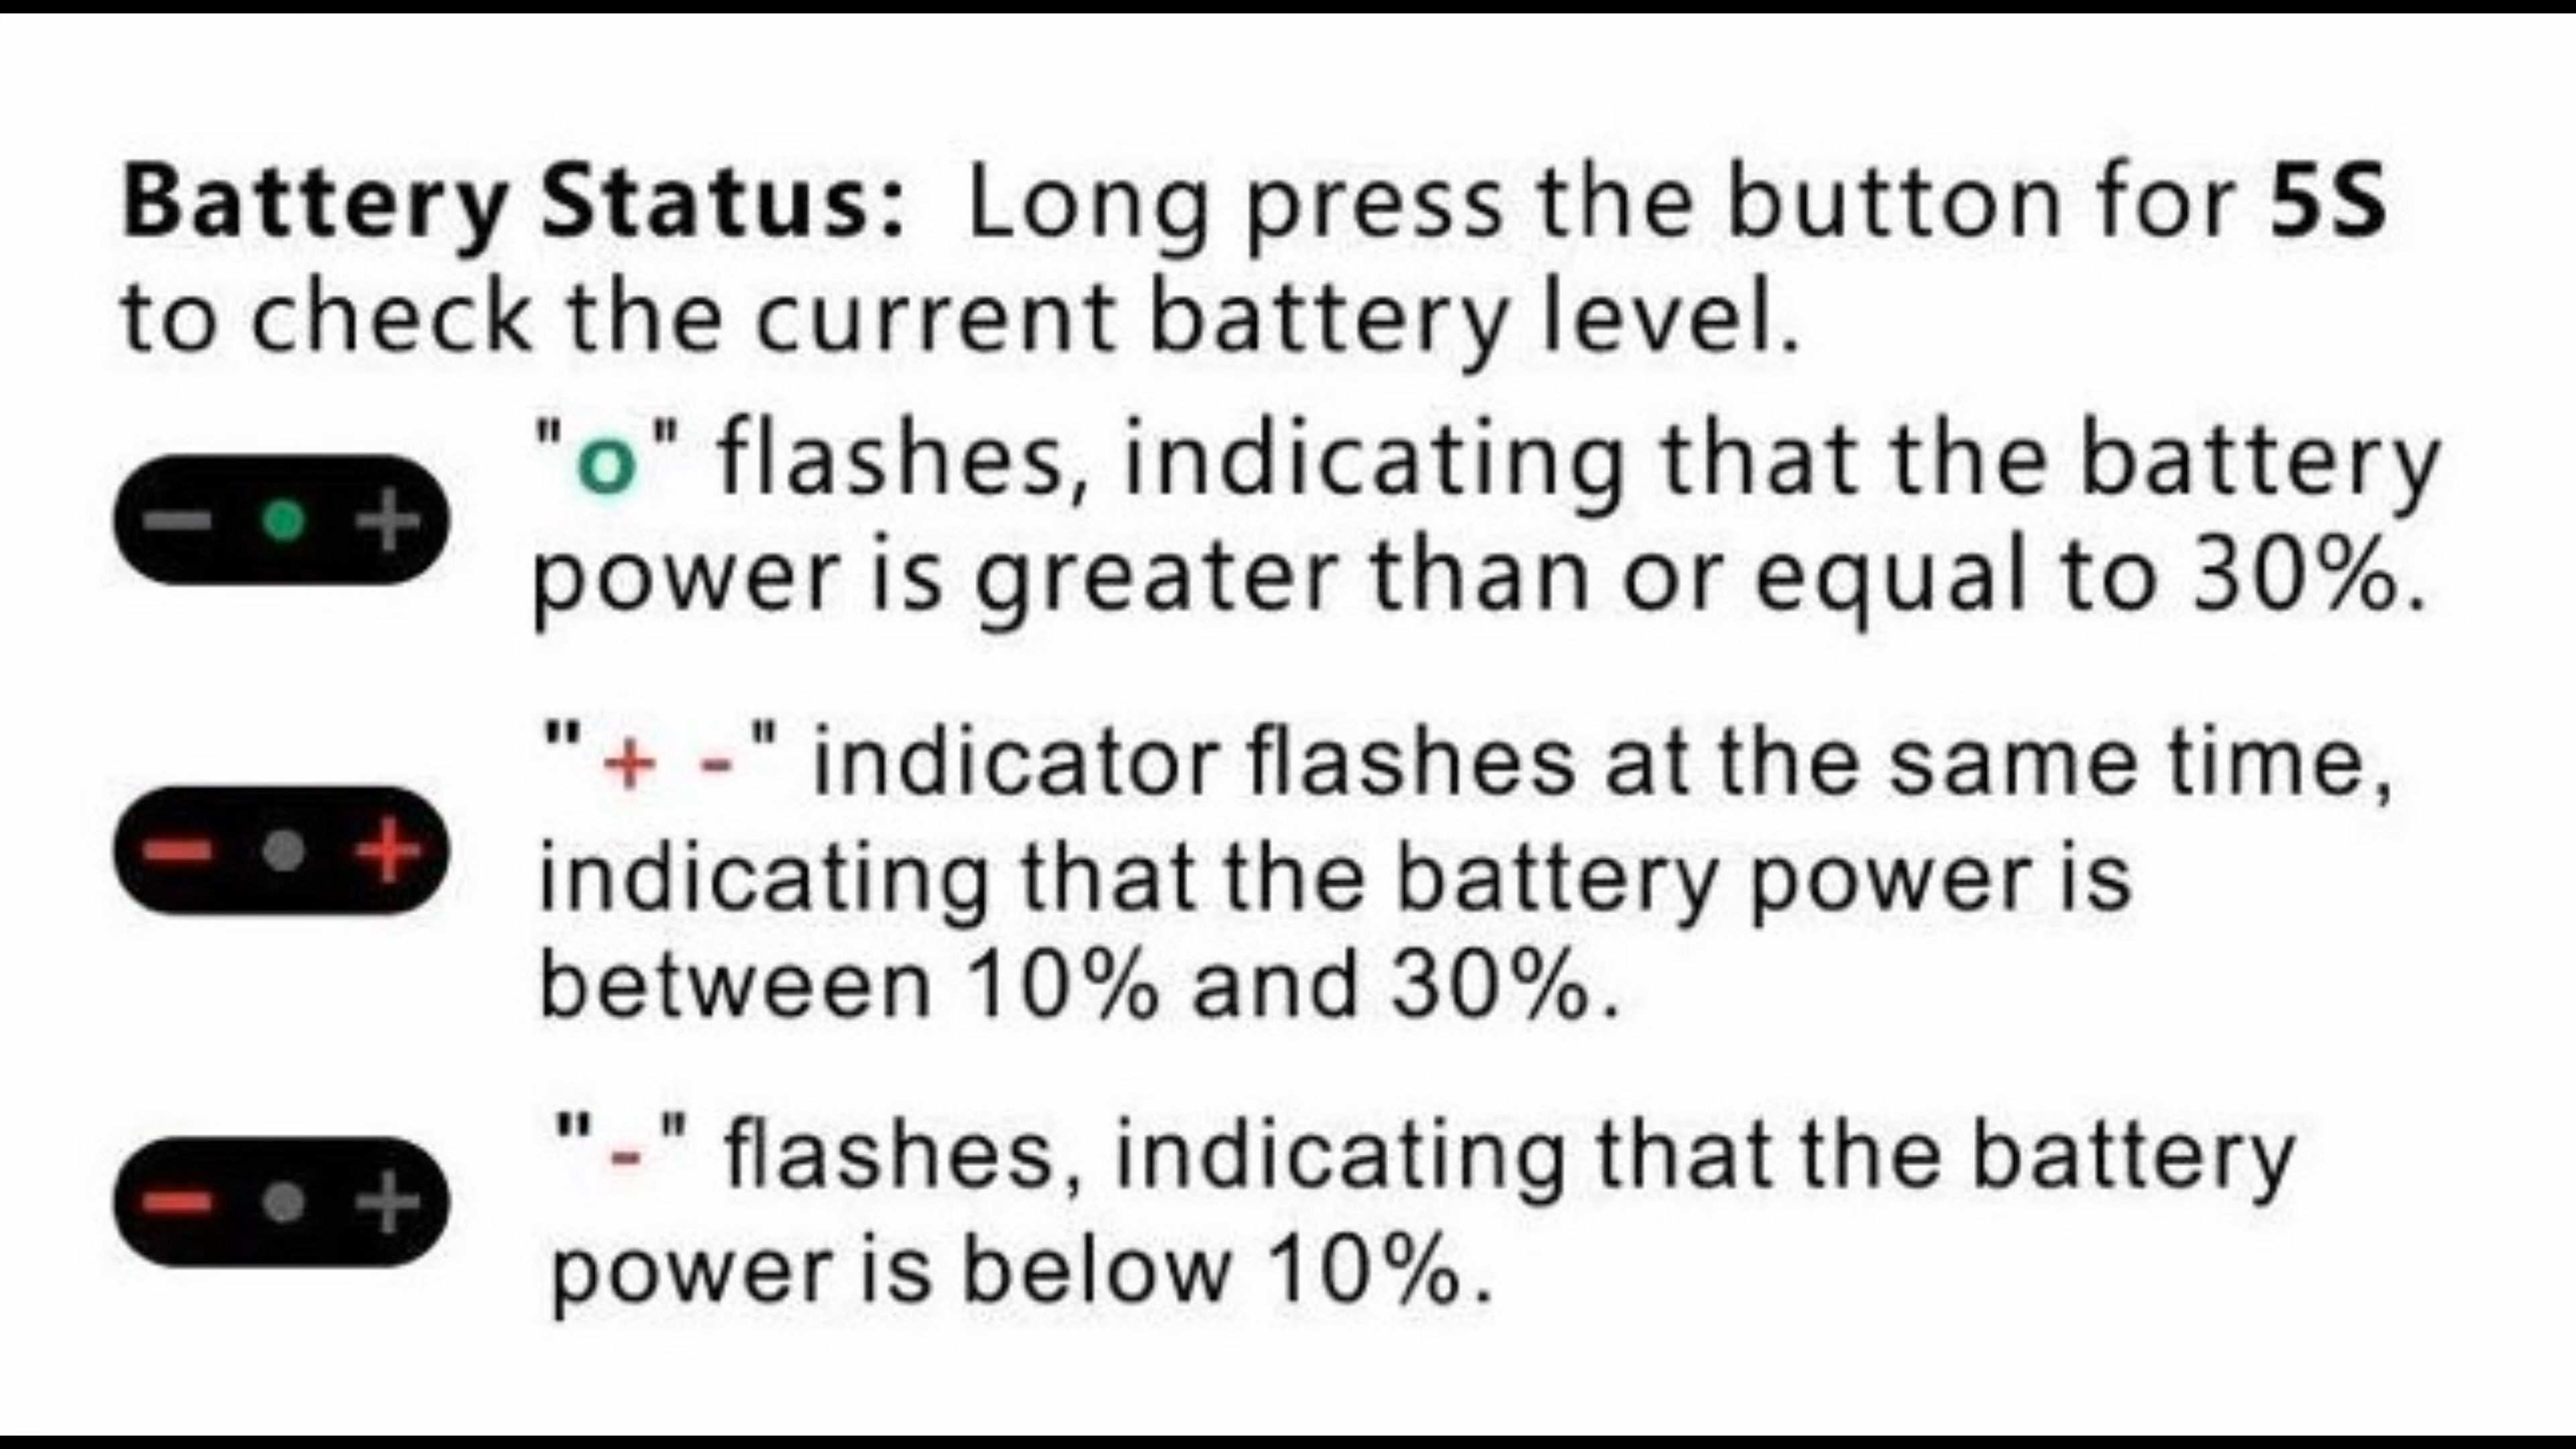 Battery Status: Long press the button for 5S
to check the current battery level.
"o" flashes, indicating that the battery
power is greater than or equal to 30%.
"+ -" indicator flashes at the same time,
indicating that the battery power is
between 10% and 30%.
"-" flashes, indicating that the battery
power is below 10%.